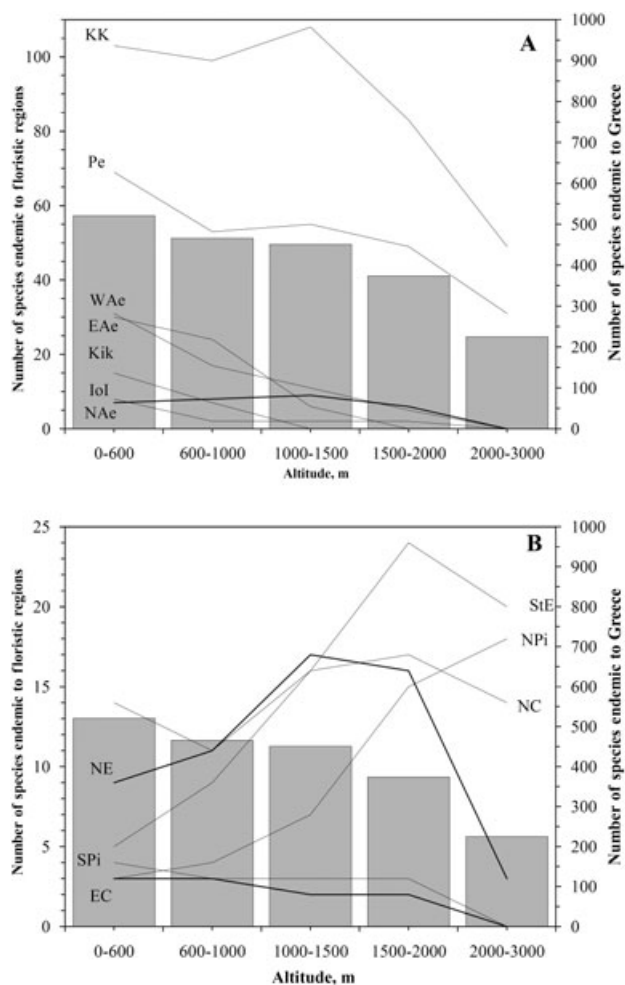 A
Number of species endemic to floristic regions
100
80
60
40
20
0
KK
Pe
WAe
EAe
Kik
IoI
NAe
1000
900
800
700
600
500
400
300
200
100
0
Number of species endemic to Greece
0-600 600-1000 1000-1500 1500-2000 2000-3000
Altitude, m
B
Number of species endemic to floristic regions
25
20
15
10
5
0
NE
SPi
EC
StE
NPi
NC
1000
900
800
700
600
500
400
300
200
100
0
Number of species endemic to Greece
0-600 600-1000 1000-1500 1500-2000 2000-3000
Altitude, m